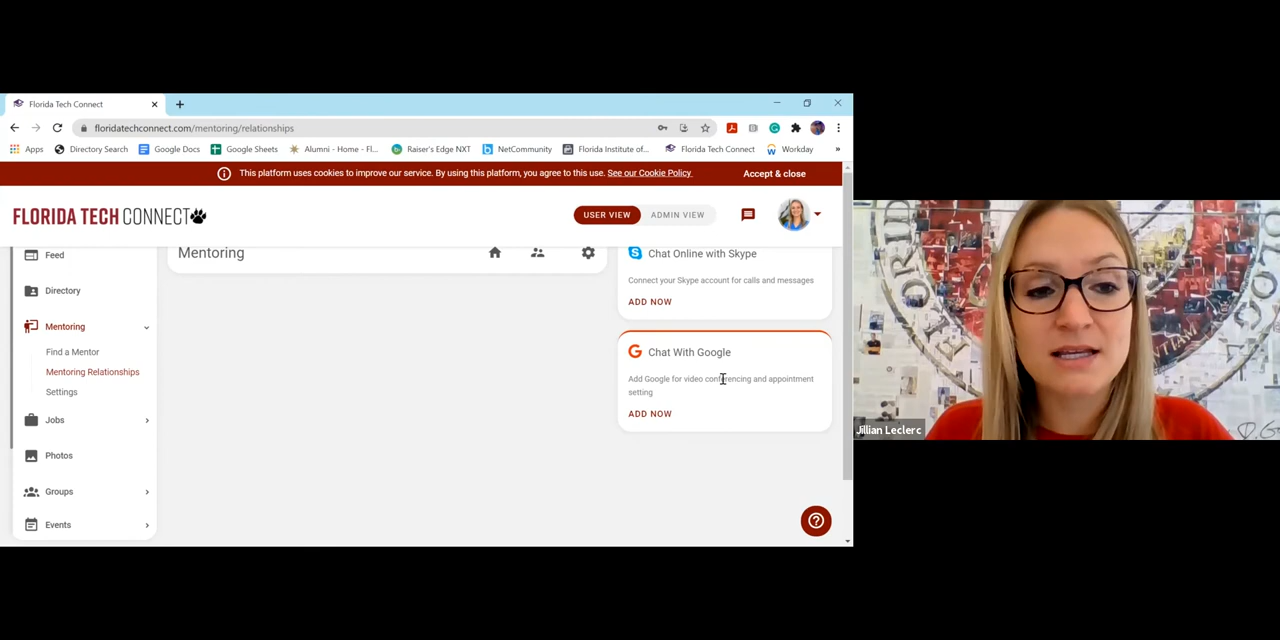 Florida Tech Connect
floridatechconnect.com/mentoring/relationships
Apps Directory Search Google Docs Google Sheets Alumni - Home - Fl... Raiser's Edge NXT NetCommunity Florida Institute of... Florida Tech Connect Workday »
This platform uses cookies to improve our service. By using this platform, you agree to this use. See our Cookie Policy Accept & close
FLORIDA TECH CONNECT USER VIEW ADMIN VIEW
Feed
Directory
Mentoring
Find a Mentor
Mentoring Relationships
Settings
Jobs
Photos
Groups
Events
Mentoring
Chat Online with Skype
Connect your Skype account for calls and messages
ADD NOW
Chat With Google
Add Google for video conferencing and appointment
setting
ADD NOW
Jillian Leclerc